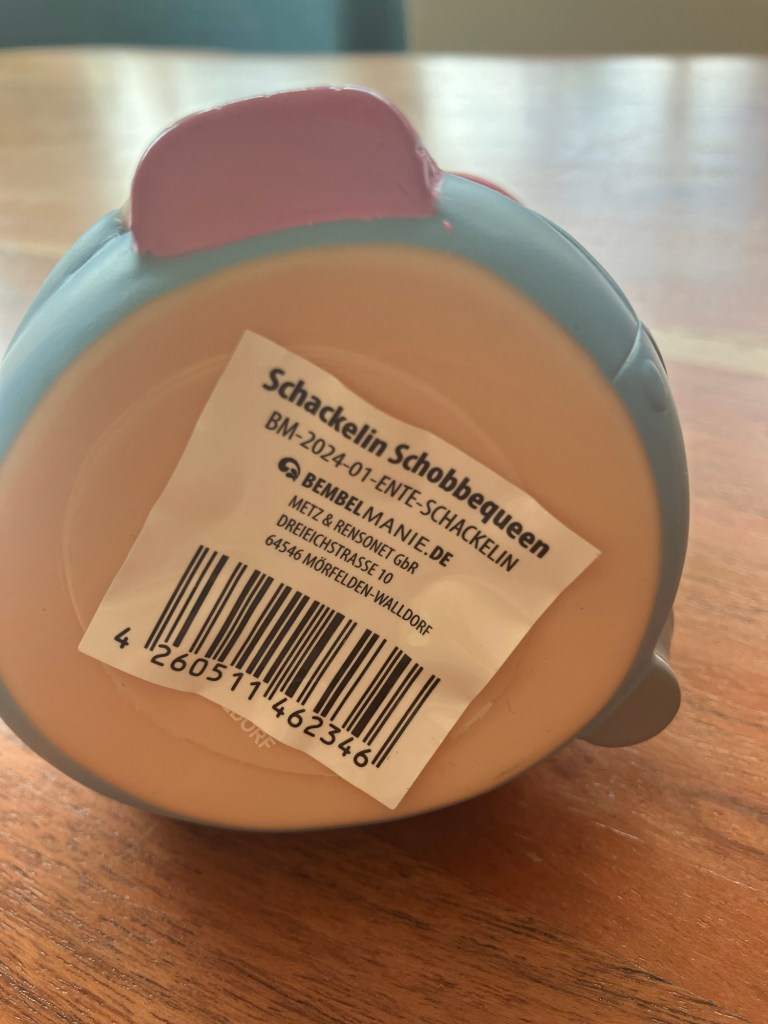 Schackelin Schobbequeen
BM-2024-01-ENTE-SCHACKELIN
BEMBELMANIE.DE
METZ & RENSONET GbR
DREIEICHSTRASSE 10
64546 MÖRFELDEN-WALLDORF
4 260511 462346